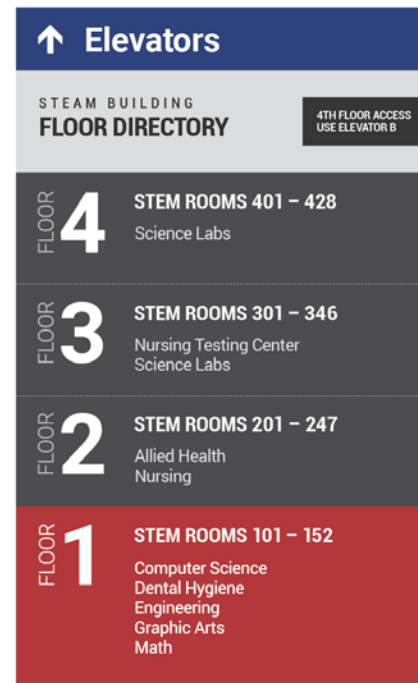 Elevators
STEAM BUILDING
FLOOR DIRECTORY
4TH FLOOR ACCESS
USE ELEVATOR B
FLOOR 4
STEM ROOMS 401 – 428
Science Labs
FLOOR 3
STEM ROOMS 301 – 346
Nursing Testing Center
Science Labs
FLOOR 2
STEM ROOMS 201 – 247
Allied Health
Nursing
FLOOR 1
STEM ROOMS 101 – 152
Computer Science
Dental Hygiene
Engineering
Graphic Arts
Math